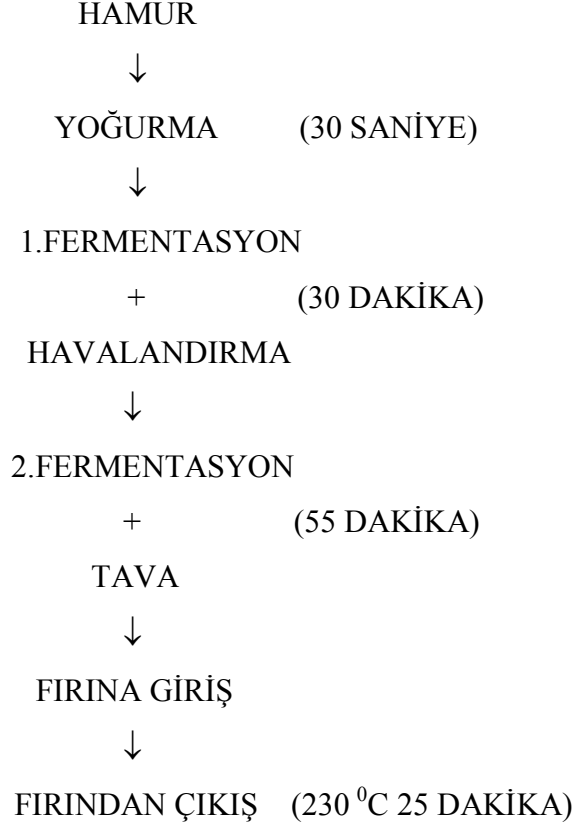 HAMUR
↓
YOĞURMA (30 SANİYE)
↓
1.FERMENTASYON
+ (30 DAKİKA)
HAVALANDIRMA
↓
2.FERMENTASYON
+ (55 DAKİKA)
TAVA
↓
FIRINA GİRİŞ
↓
FIRINDAN ÇIKIŞ (230 ⁰C 25 DAKİKA)